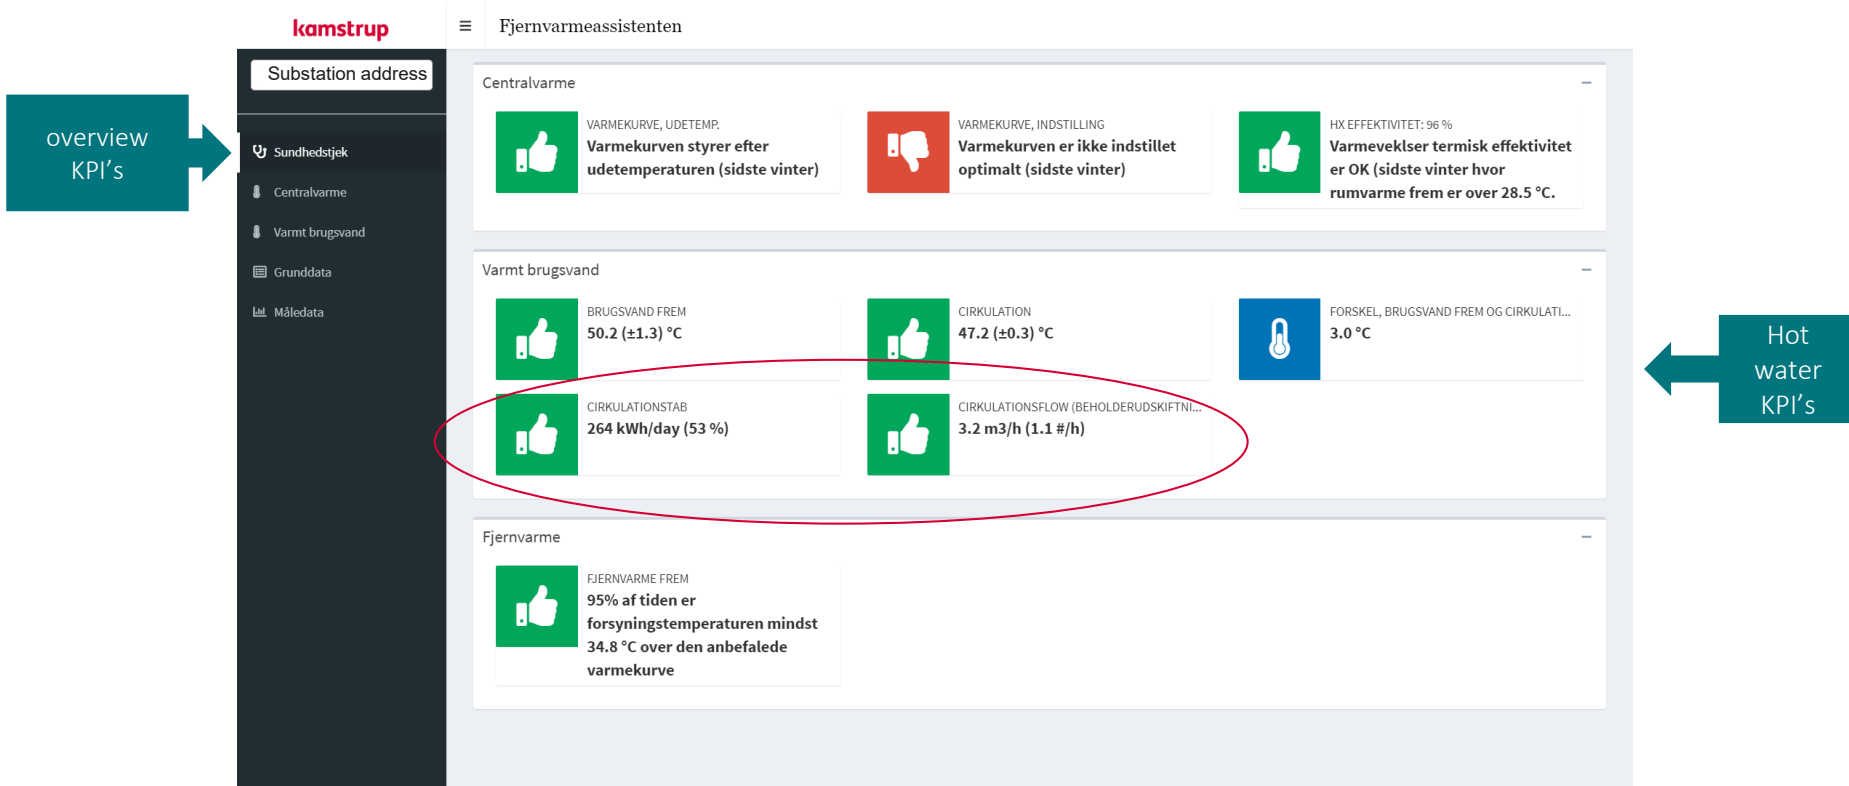 kamstrup
Fjernvarmeassistenten
Substation address
overview
KPI's
Sundhedstjek
Centralvarme
Varmt brugsvand
Grunddata
Måledata
Centralvarme
VARMEKURVE, UDETEMP.
Varmekurven styrer efter
udetemperaturen (sidste vinter)
VARMEKURVE, INDSTILLING
Varmekurven er ikke indstillet
optimalt (sidste vinter)
HX EFFEKTIVITET: 96 %
Varmeveklser termisk effektivitet
er OK (sidste vinter hvor
rumvarme frem er over 28.5 °C.
Varmt brugsvand
BRUGSVAND FREM
50.2 (±1.3) °C
CIRKULATION
47.2 (±0.3) °C
FORSKEL, BRUGSVAND FREM OG CIRKULATI...
3.0 °C
CIRKULATIONSTAB
264 kWh/day (53 %)
CIRKULATIONSFLOW (BEHOLDERUDSKIFTNI...
3.2 m3/h (1.1 #/h)
Hot
water
KPI's
Fjernvarme
FJERNVARME FREM
95% af tiden er
forsyningstemperaturen mindst
34.8 °C over den anbefalede
varmekurve